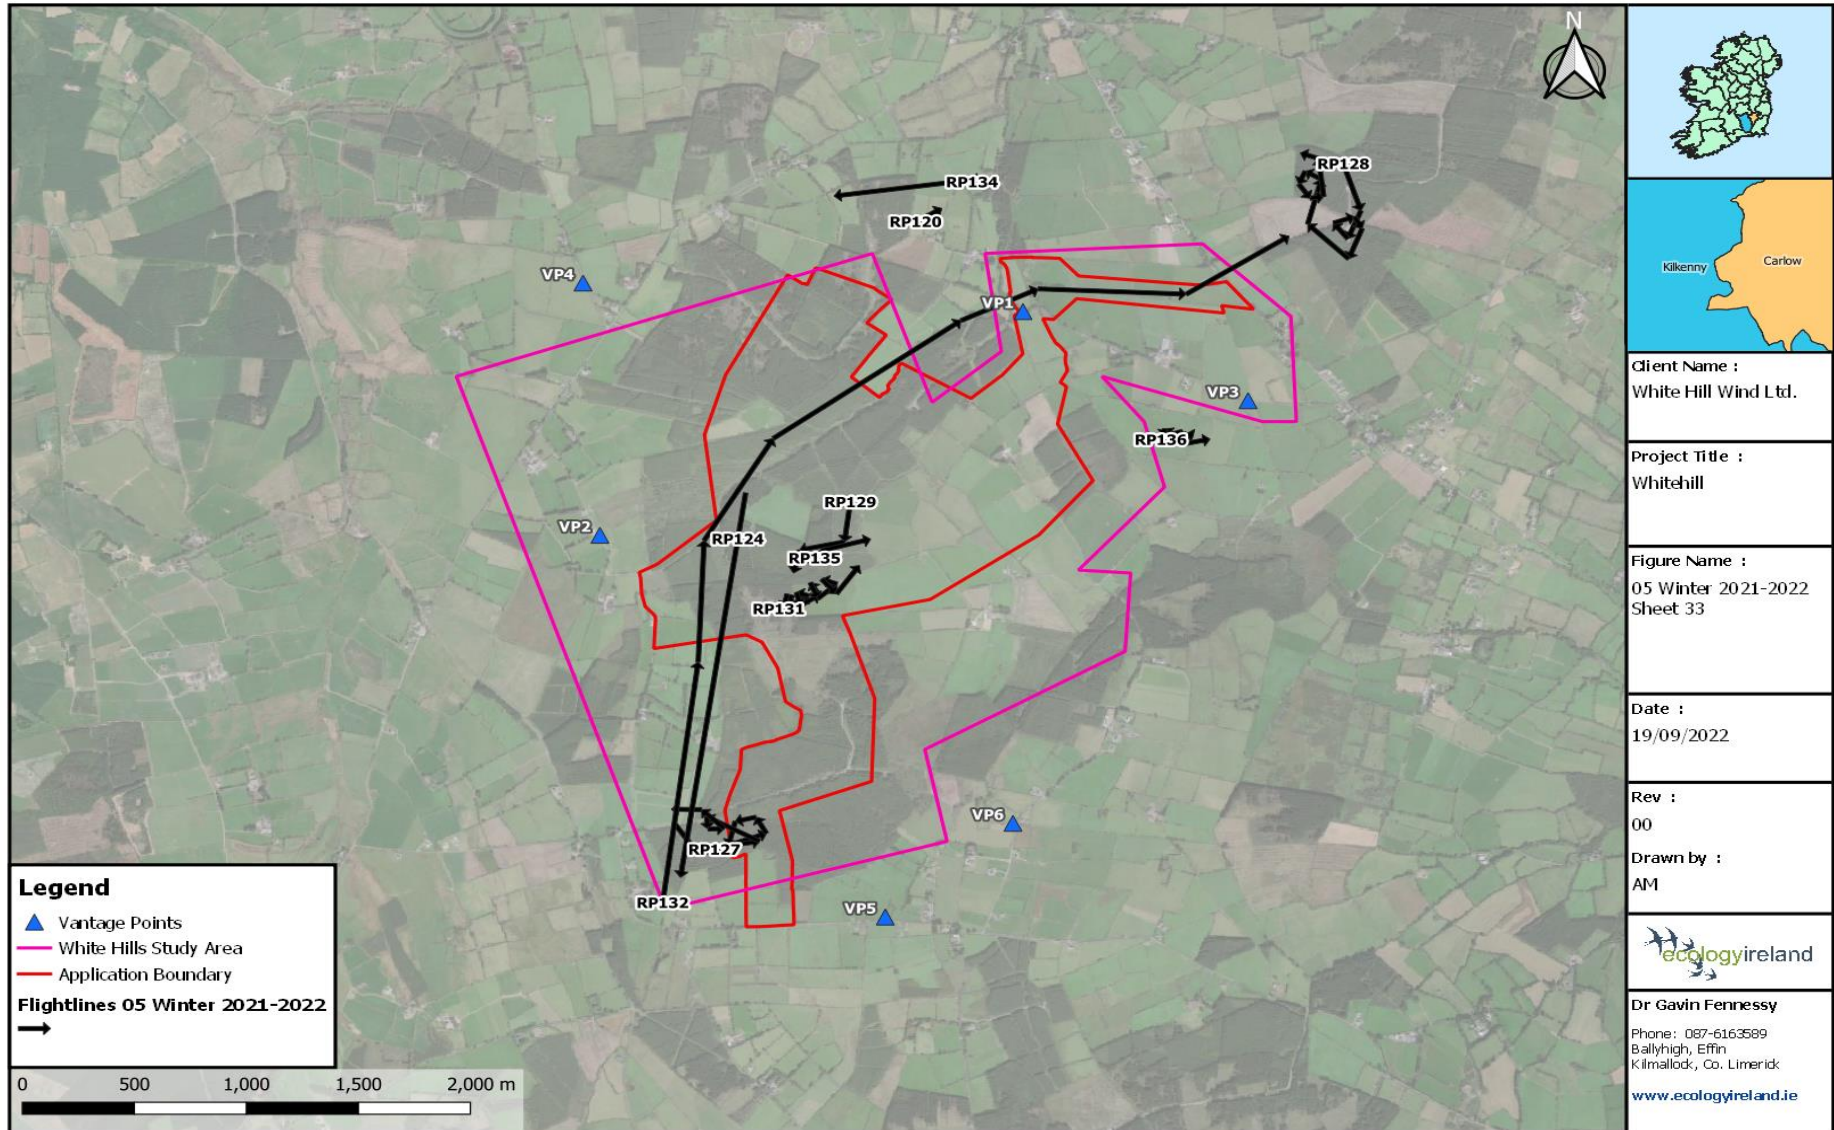 N
RP128
RP134
RP120
VP4
VP1
VP3
RP136
RP129
VP2
RP124
RP135
RP131
VP6
RP127
RP132
VP5
Legend
Vantage Points
White Hills Study Area
Application Boundary
Flightlines 05 Winter 2021-2022
0 500 1,000 1,500 2,000 m
Kilkenny
Carlow
Client Name :
White Hill Wind Ltd.
Project Title :
Whitehill
Figure Name :
05 Winter 2021-2022
Sheet 33
Date :
19/09/2022
Rev :
00
Drawn by :
AM
ecologyireland
Dr Gavin Fennessy
Phone: 087-6163589
Ballyhigh, Effin
Kilmallock, Co. Limerick
www.ecologyireland.ie